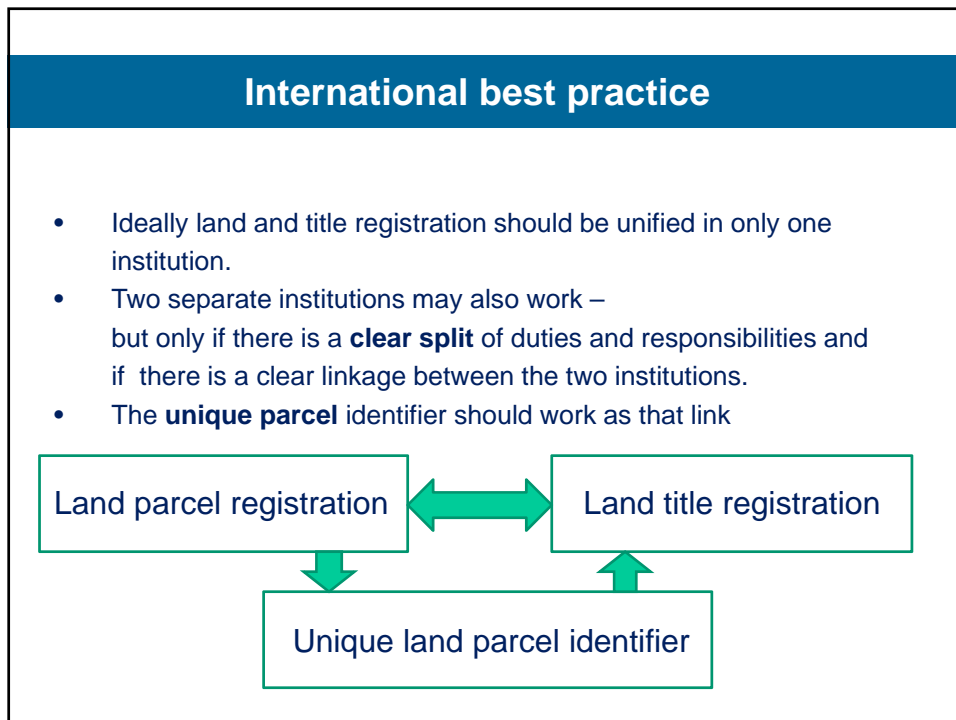 International best practice
• Ideally land and title registration should be unified in only one
institution.
• Two separate institutions may also work –
but only if there is a clear split of duties and responsibilities and
if  there is a clear linkage between the two institutions.
• The unique parcel identifier should work as that link
Land parcel registration
Land title registration
Unique land parcel identifier